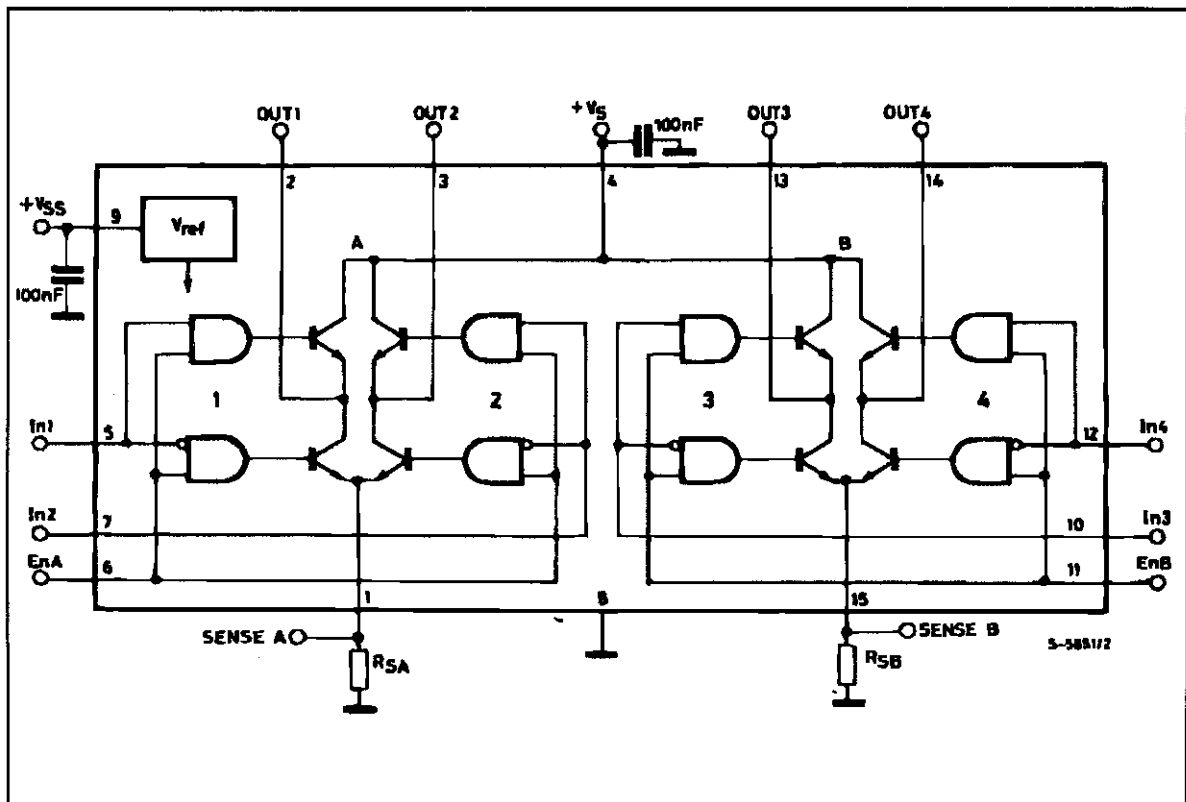 OUT1
OUT2
+VS
100nF
OUT3
OUT4
2
3
4
13
14
+VSS
9
Vref
A
B
100nF
1
2
3
4
In1
5
12
In4
In2
7
10
In3
EnA
6
11
EnB
1
8
15
SENSE A
SENSE B
RSA
RSB